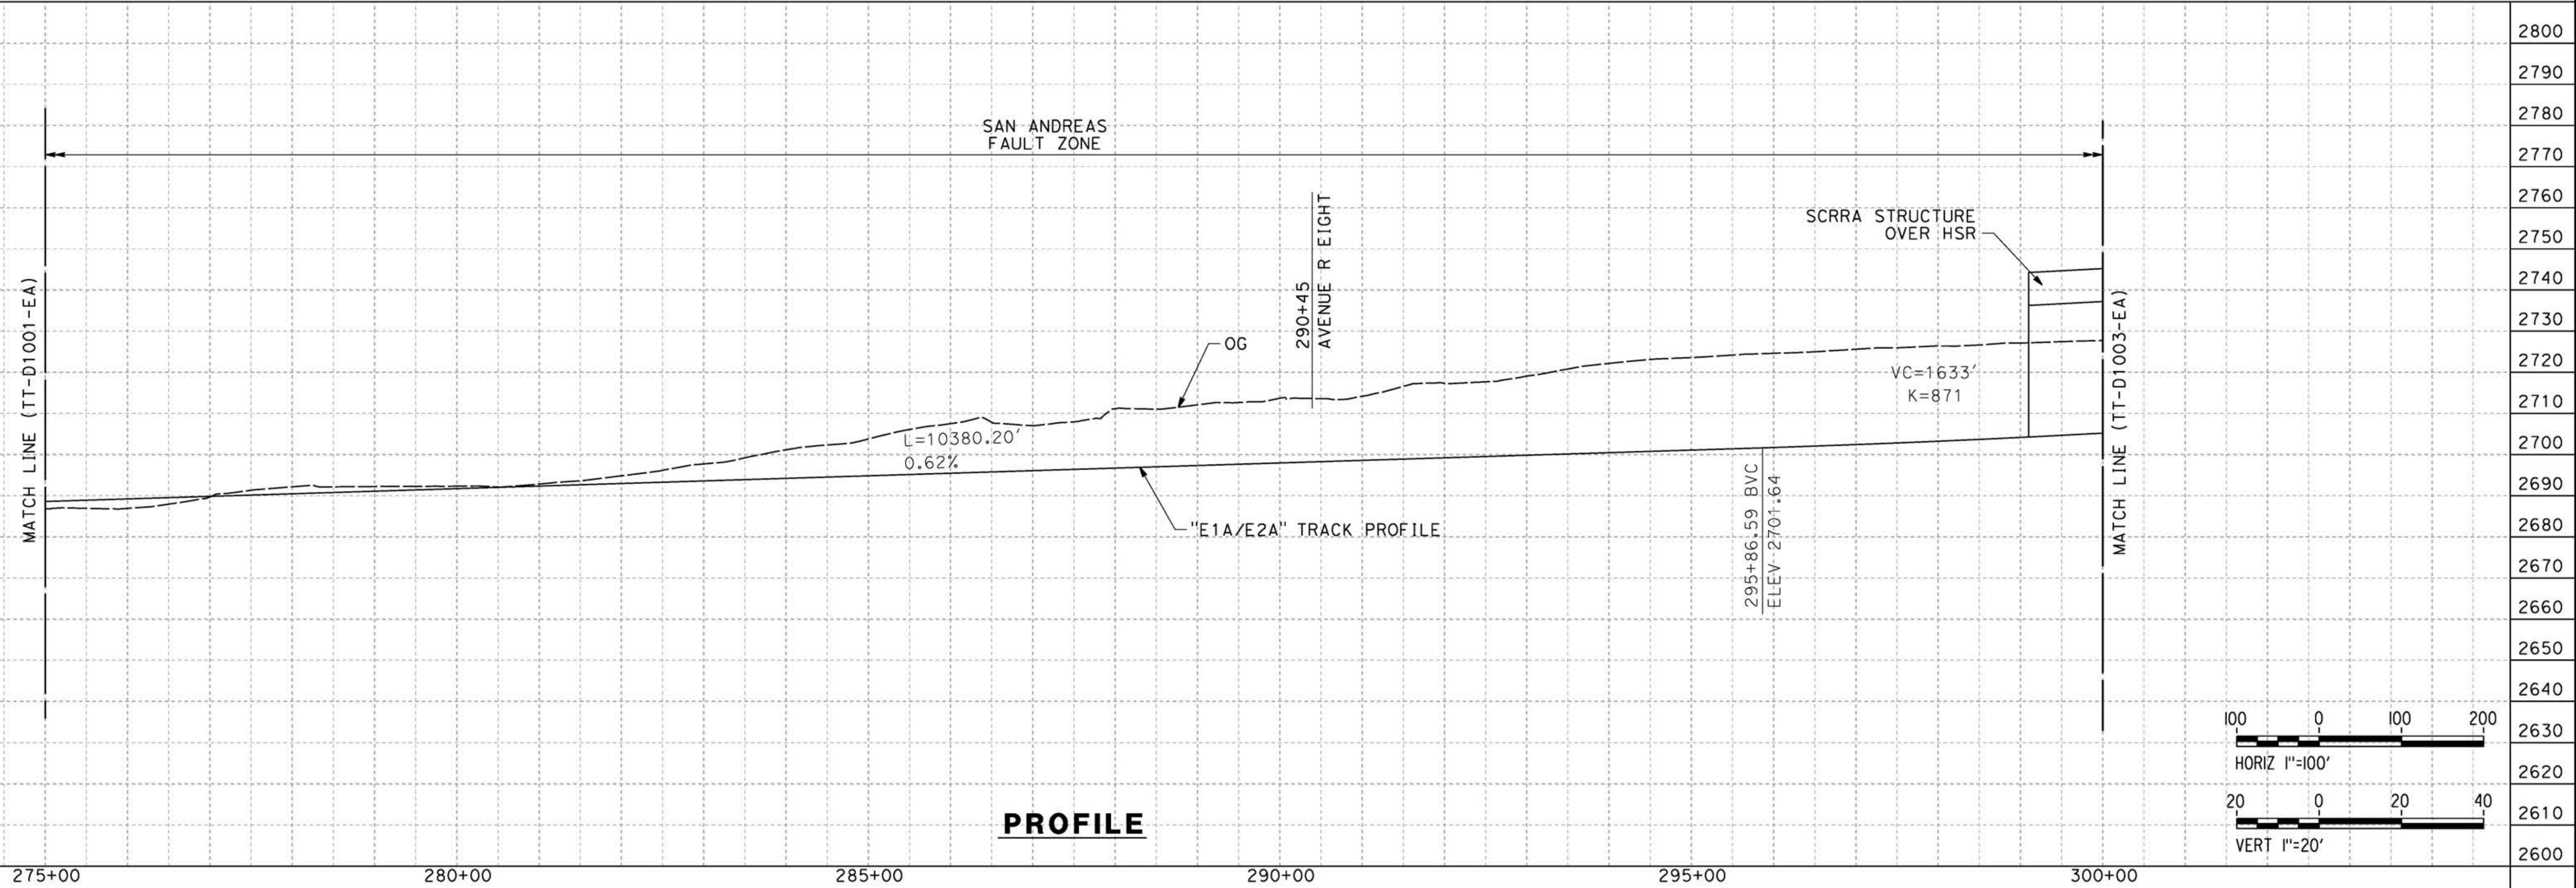 2800
2790
2780
2770
2760
2750
2740
2730
2720
2710
2700
2690
2680
2670
2660
2650
2640
2630
2620
2610
2600
SAN ANDREAS
FAULT ZONE
MATCH LINE (TT-D1001-EA)
290+45
AVENUE R EIGHT
SCRRA STRUCTURE
OVER HSR
OG
VC=1633'
K=871
L=10380.20'
0.62%
"E1A/E2A" TRACK PROFILE
295+86.59 BVC
ELEV 2701.64
MATCH LINE (TT-D1003-EA)
100 0 100 200
HORIZ 1"=100'
20 0 20 40
VERT 1"=20'
PROFILE
275+00 280+00 285+00 290+00 295+00 300+00